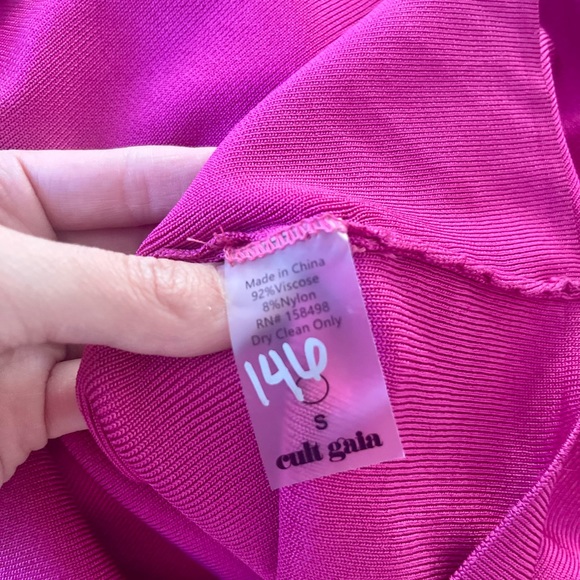 Made in China
92%Viscose
8%Nylon
RN# 158498
Dry Clean Only
146
S
cult gaia